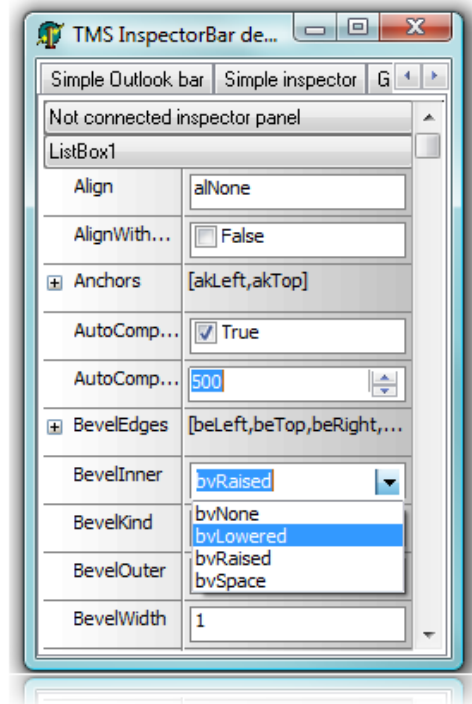 TMS InspectorBar de...
Simple Outlook bar Simple inspector G
Not connected inspector panel
ListBox1
Align alNone
AlignWith... False
Anchors [akLeft,akTop]
AutoComp... True
AutoComp... 500
BevelEdges [beLeft,beTop,beRight,...
BevelInner bvRaised
bvNone
BevelKind bvLowered
bvRaised
BevelOuter bvSpace
BevelWidth 1